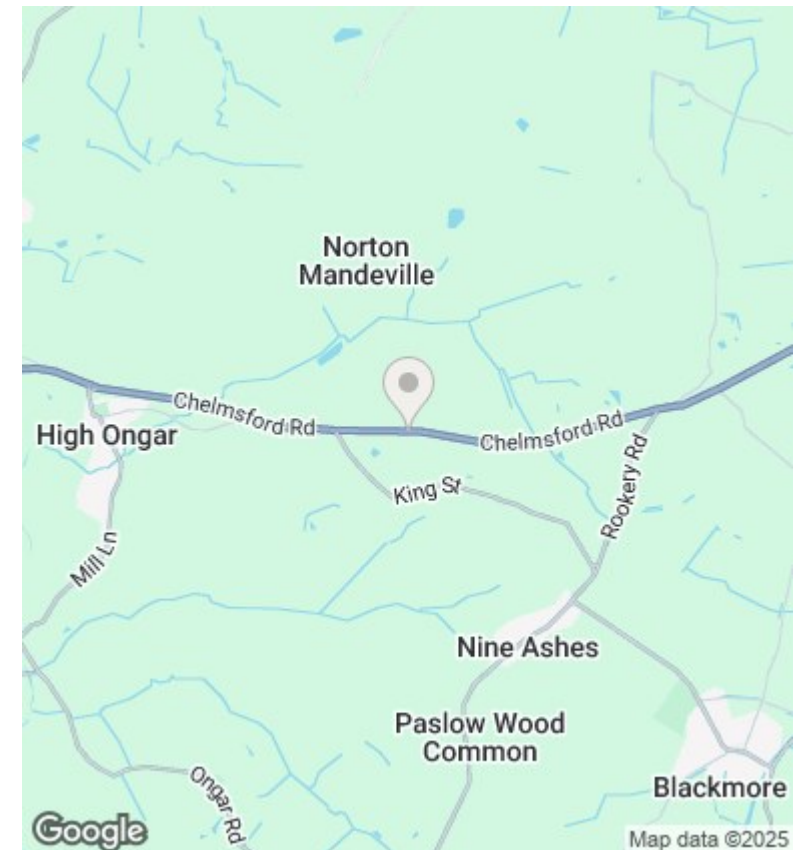 Norton
Mandeville
Chelmsford Rd
High Ongar
Chelmsford Rd
King St
Rookery Rd
Mill Ln
Nine Ashes
Paslow Wood
Common
Ongar Rd
Blackmore
Google
Map data ©2025